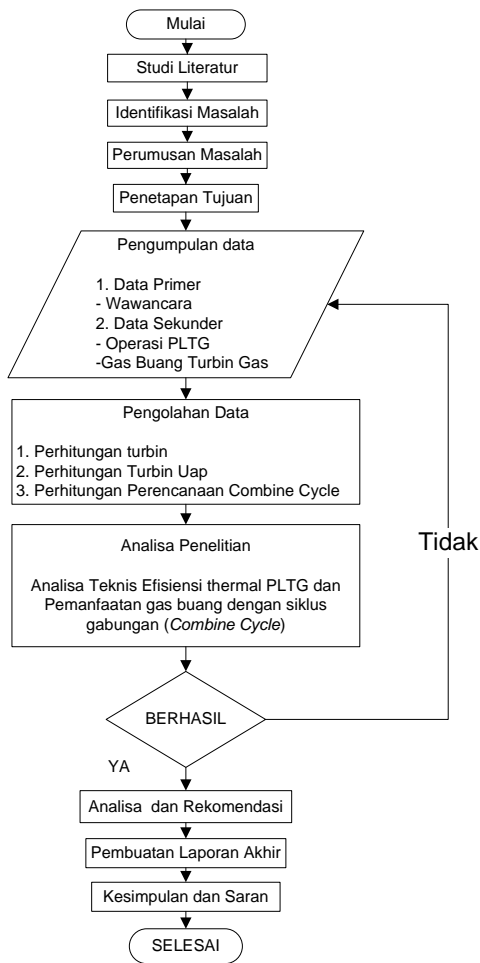 Mulai
Studi Literatur
Identifikasi Masalah
Perumusan Masalah
Penetapan Tujuan
Pengumpulan data
1. Data Primer
- Wawancara
2. Data Sekunder
- Operasi PLTG
-Gas Buang Turbin Gas
Pengolahan Data
1. Perhitungan turbin
2. Perhitungan Turbin Uap
3. Perhitungan Perencanaan Combine Cycle
Analisa Penelitian
Analisa Teknis Efisiensi thermal PLTG dan
Pemanfaatan gas buang dengan siklus
gabungan (Combine Cycle)
Tidak
BERHASIL
YA
Analisa dan Rekomendasi
Pembuatan Laporan Akhir
Kesimpulan dan Saran
SELESAI